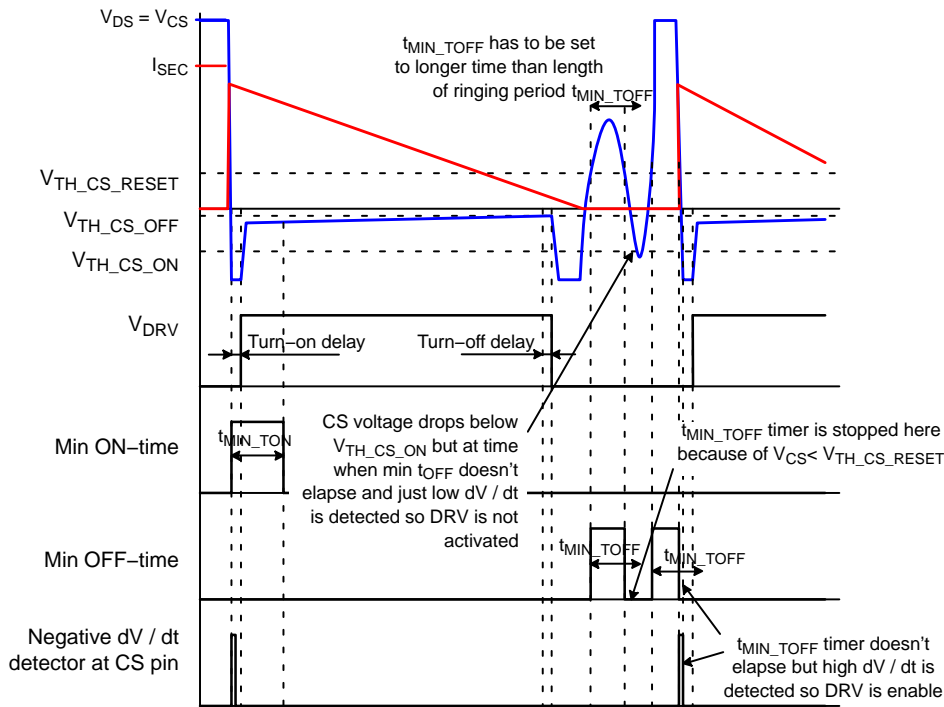 V_DS = V_CS
t_MIN_TOFF has to be set
to longer time than length
of ringing period t_MIN_TOFF
I_SEC
V_TH_CS_RESET
V_TH_CS_OFF
V_TH_CS_ON
V_DRV
Turn−on delay
Turn−off delay
CS voltage drops below
V_TH_CS_ON but at time
when min t_OFF doesn't
elapse and just low dV / dt
is detected so DRV is not
activated
t_MIN_TOFF timer is stopped here
because of V_CS< V_TH_CS_RESET
Min ON−time
t_MIN_TON
Min OFF−time
t_MIN_TOFF
t_MIN_TOFF
Negative dV / dt
detector at CS pin
t_MIN_TOFF timer doesn't
elapse but high dV / dt is
detected so DRV is enable